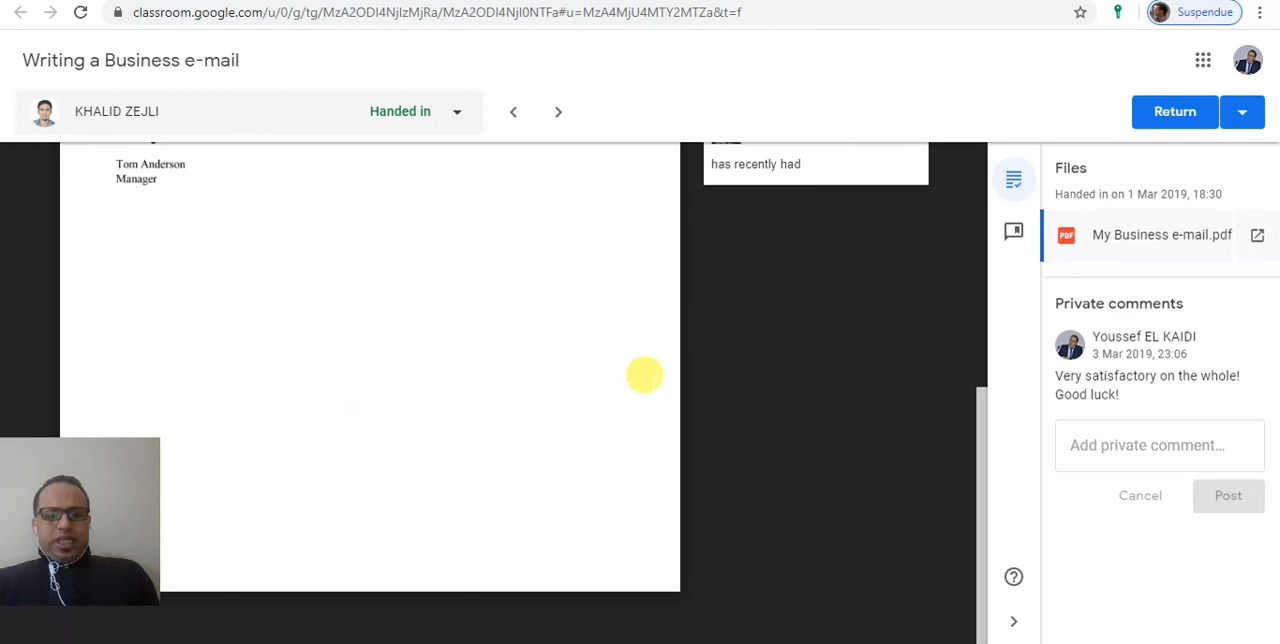 classroom.google.com/u/0/g/tg/MzA2ODI4NjIzMjRa/MzA2ODI4NjI0NTFa#u=MzA4MjU4MTY2MTZa&t=f
Suspendue
Writing a Business e-mail
KHALID ZEJLI
Handed in
Return
Tom Anderson
Manager
has recently had
Files
Handed in on 1 Mar 2019, 18:30
PDF
My Business e-mail.pdf
Private comments
Youssef EL KAIDI
3 Mar 2019, 23:06
Very satisfactory on the whole!
Good luck!
Add private comment...
Cancel
Post